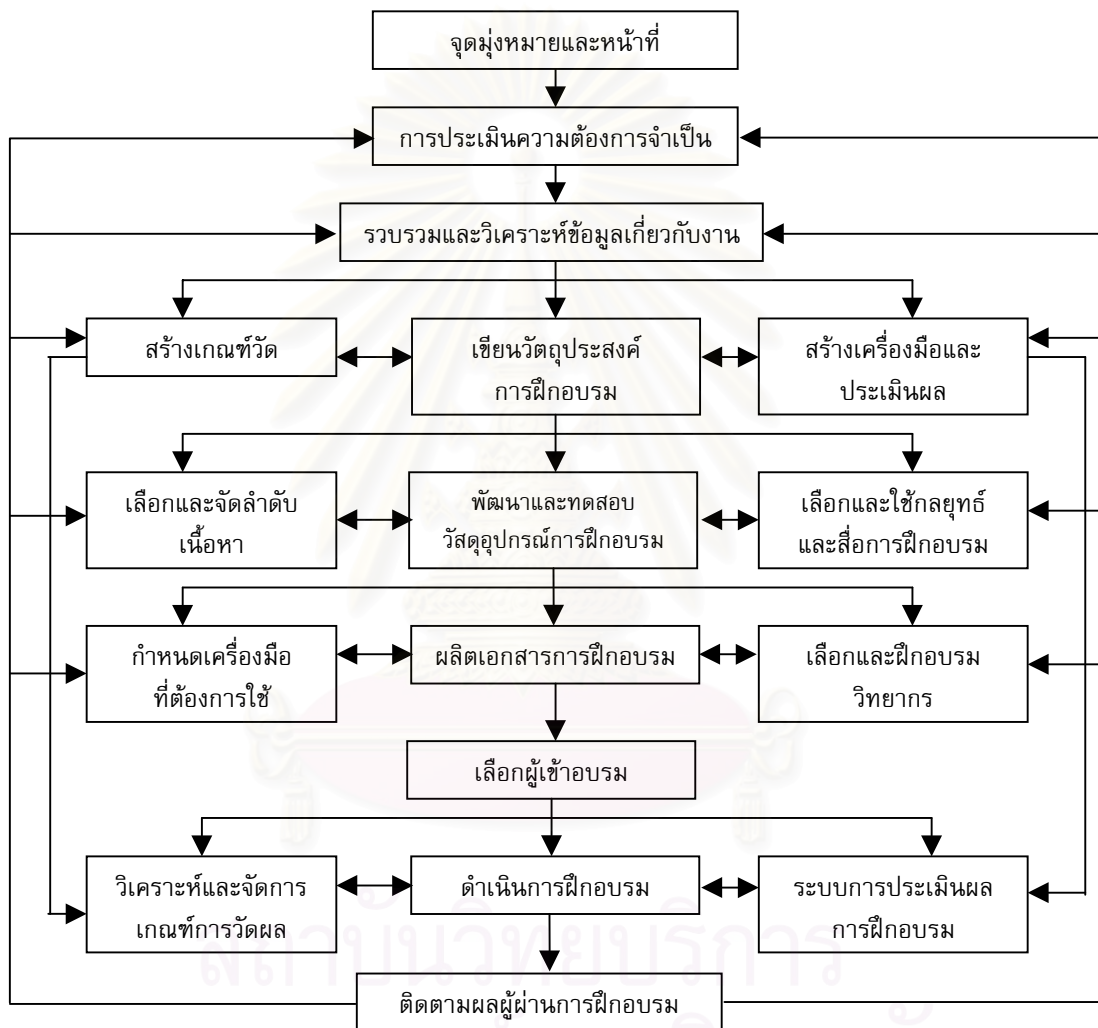 จุดมุ่งหมายและหน้าที่
การประเมินความต้องการจำเป็น
รวบรวมและวิเคราะห์ข้อมูลเกี่ยวกับงาน
สร้างเกณฑ์วัด
เขียนวัตถุประสงค์
การฝึกอบรม
สร้างเครื่องมือและ
ประเมินผล
เลือกและจัดลำดับ
เนื้อหา
พัฒนาและทดสอบ
วัสดุอุปกรณ์การฝึกอบรม
เลือกและใช้กลยุทธ์
และสื่อการฝึกอบรม
กำหนดเครื่องมือ
ที่ต้องการใช้
ผลิตเอกสารการฝึกอบรม
เลือกและฝึกอบรม
วิทยากร
เลือกผู้เข้าอบรม
วิเคราะห์และจัดการ
เกณฑ์การวัดผล
ดำเนินการฝึกอบรม
ระบบการประเมินผล
การฝึกอบรม
สถาบันวิทยบริการ
ติดตามผลผู้ผ่านการฝึกอบรม